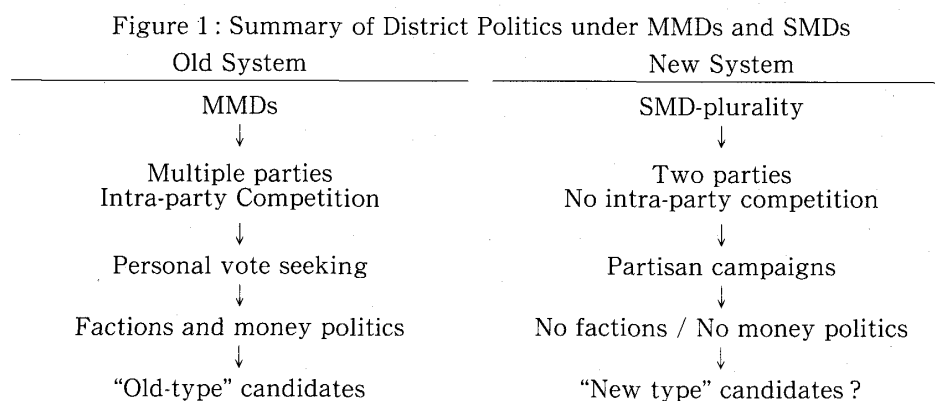 Figure 1 : Summary of District Politics under MMDs and SMDs
Old System
New System
MMDs
SMD-plurality
↓
↓
Multiple parties
Intra-party Competition
Two parties
No intra-party competition
↓
↓
Personal vote seeking
Partisan campaigns
↓
↓
Factions and money politics
No factions / No money politics
↓
↓
“Old-type” candidates
“New type” candidates ?